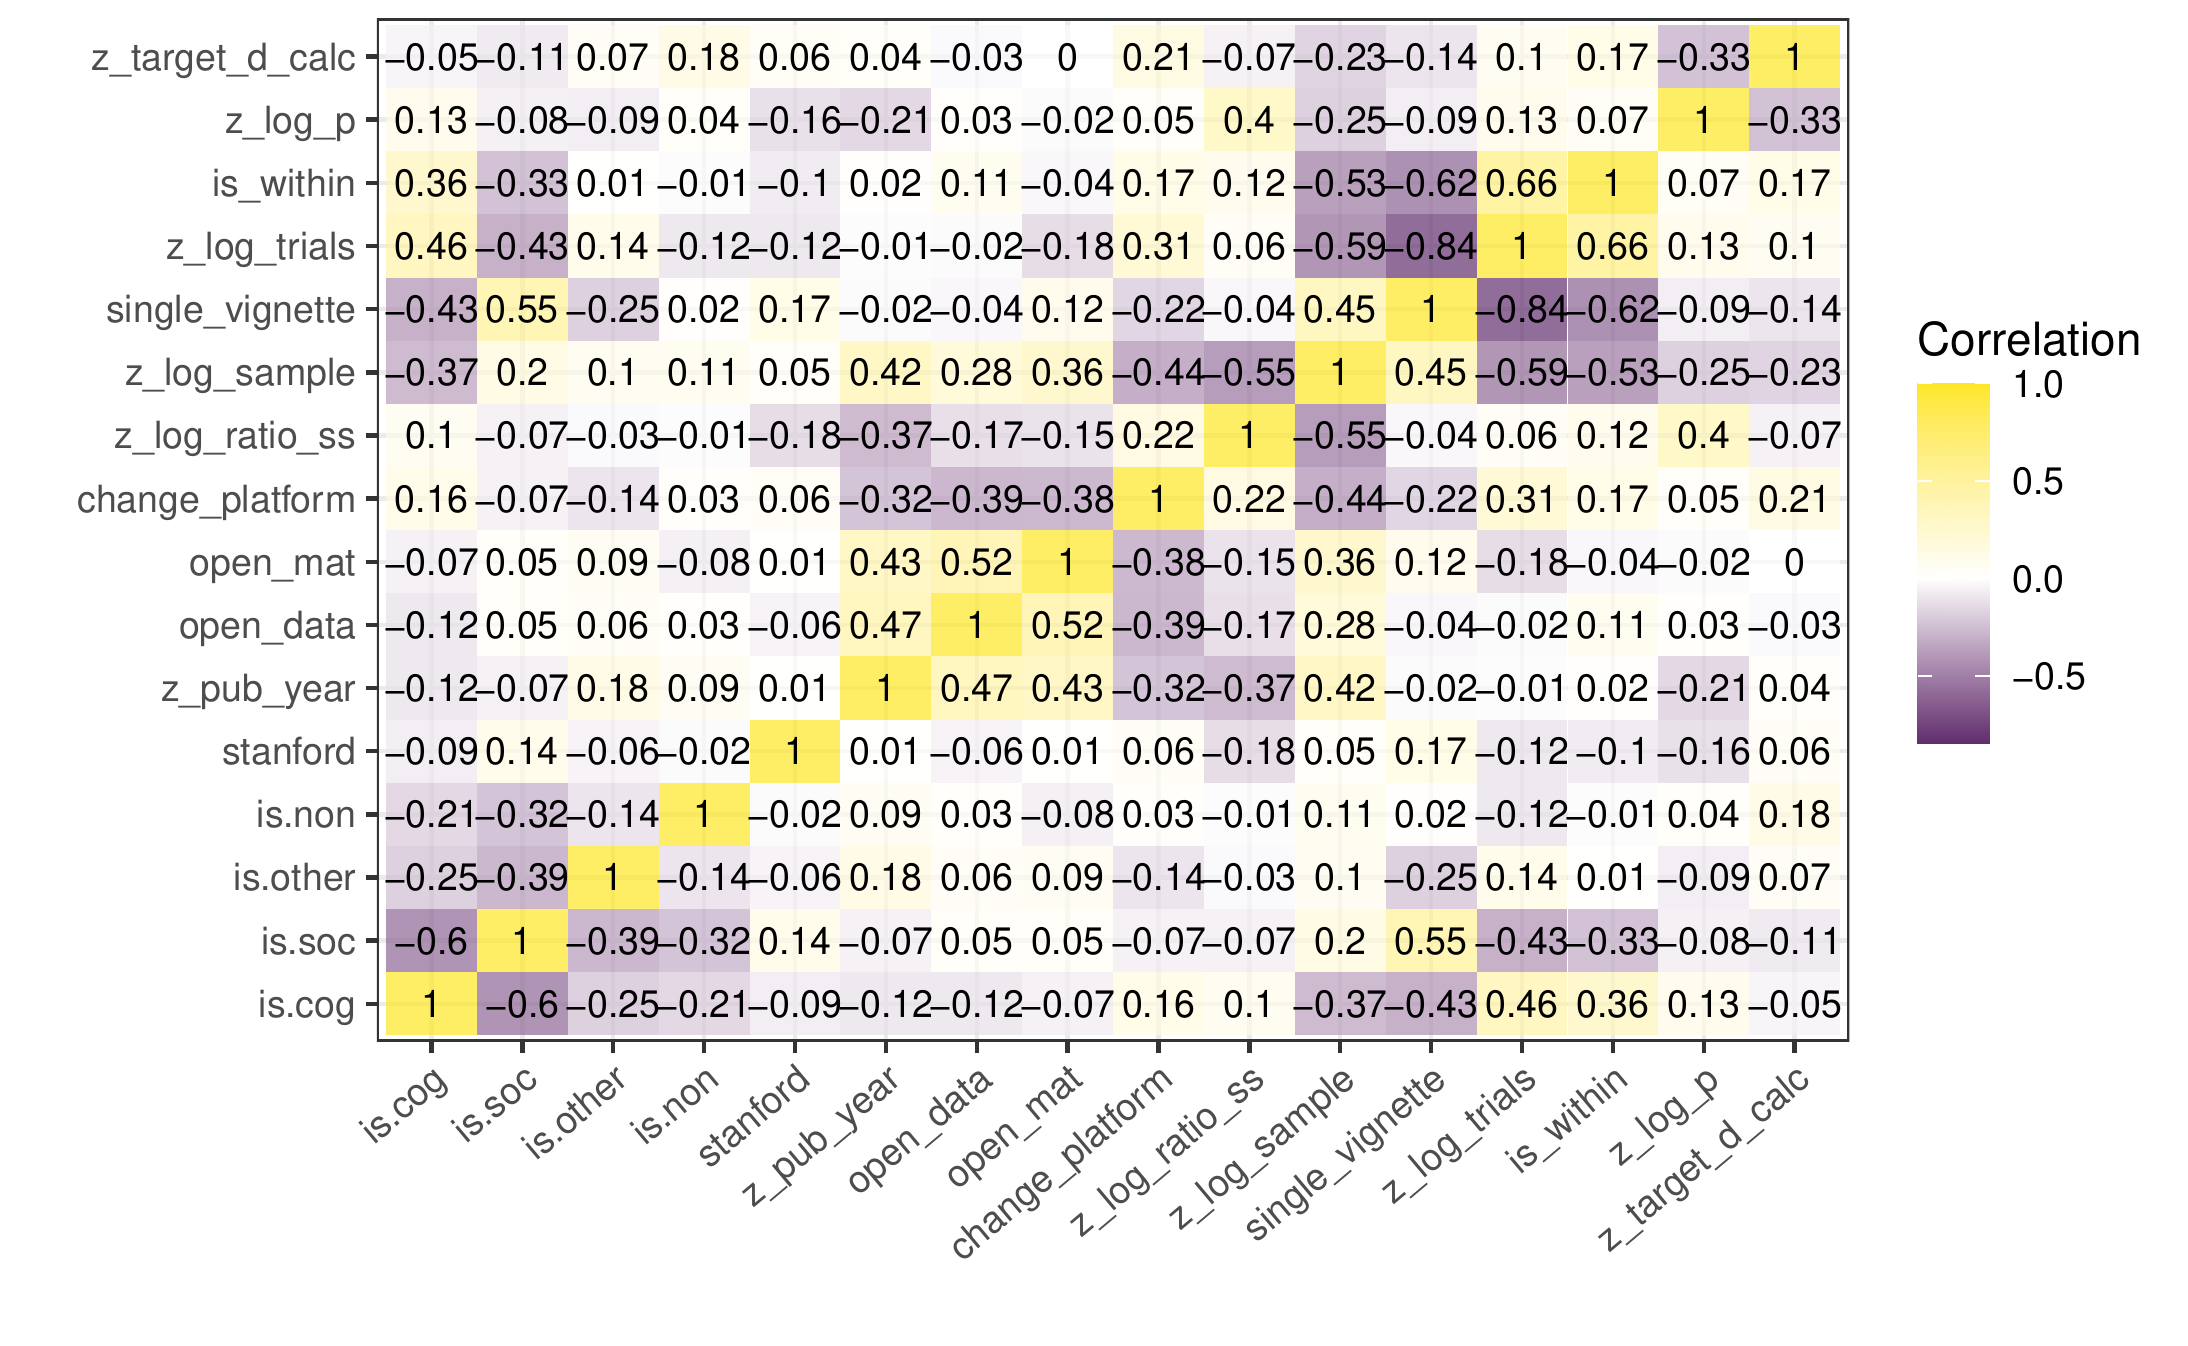 z_target_d_calc −0.05 −0.11 0.07 0.18 0.06 0.04 −0.03 0 0.21 −0.07 −0.23 −0.14 0.1 0.17 −0.33 1
z_log_p 0.13 −0.08 −0.09 0.04 −0.16 −0.21 0.03 −0.02 0.05 0.4 −0.25 −0.09 0.13 0.07 1 −0.33
is_within 0.36 −0.33 0.01 −0.01 −0.1 0.02 0.11 −0.04 0.17 0.12 −0.53 −0.62 0.66 1 0.07 0.17
z_log_trials 0.46 −0.43 0.14 −0.12 −0.12 −0.01 −0.02 −0.18 0.31 0.06 −0.59 −0.84 1 0.66 0.13 0.1
single_vignette −0.43 0.55 −0.25 0.02 0.17 −0.02 −0.04 0.12 −0.22 −0.04 0.45 1 −0.84 −0.62 −0.09 −0.14
z_log_sample −0.37 0.2 0.1 0.11 0.05 0.42 0.28 0.36 −0.44 −0.55 1 0.45 −0.59 −0.53 −0.25 −0.23
z_log_ratio_ss 0.1 −0.07 −0.03 −0.01 −0.18 −0.37 −0.17 −0.15 0.22 1 −0.55 −0.04 0.06 0.12 0.4 −0.07
change_platform 0.16 −0.07 −0.14 0.03 0.06 −0.32 −0.39 −0.38 1 0.22 −0.44 −0.22 0.31 0.17 0.05 0.21
open_mat −0.07 0.05 0.09 −0.08 0.01 0.43 0.52 1 −0.38 −0.15 0.36 0.12 −0.18 −0.04 −0.02 0
open_data −0.12 0.05 0.06 0.03 −0.06 0.47 1 0.52 −0.39 −0.17 0.28 −0.04 −0.02 0.11 0.03 −0.03
z_pub_year −0.12 −0.07 0.18 0.09 0.01 1 0.47 0.43 −0.32 −0.37 0.42 −0.02 −0.01 0.02 −0.21 0.04
stanford −0.09 0.14 −0.06 −0.02 1 0.01 −0.06 0.01 0.06 −0.18 0.05 0.17 −0.12 −0.1 −0.16 0.06
is.non −0.21 −0.32 −0.14 1 −0.02 0.09 0.03 −0.08 0.03 −0.01 0.11 0.02 −0.12 −0.01 0.04 0.18
is.other −0.25 −0.39 1 −0.14 −0.06 0.18 0.06 0.09 −0.14 −0.03 0.1 −0.25 0.14 0.01 −0.09 0.07
is.soc −0.6 1 −0.39 −0.32 0.14 −0.07 0.05 0.05 −0.07 −0.07 0.2 0.55 −0.43 −0.33 −0.08 −0.11
is.cog 1 −0.6 −0.25 −0.21 −0.09 −0.12 −0.12 −0.07 0.16 0.1 −0.37 −0.43 0.46 0.36 0.13 −0.05
is.cog is.soc is.other is.non stanford z_pub_year open_data open_mat change_platform z_log_ratio_ss z_log_sample single_vignette z_log_trials is_within z_log_p z_target_d_calc
Correlation
1.0
0.5
0.0
−0.5